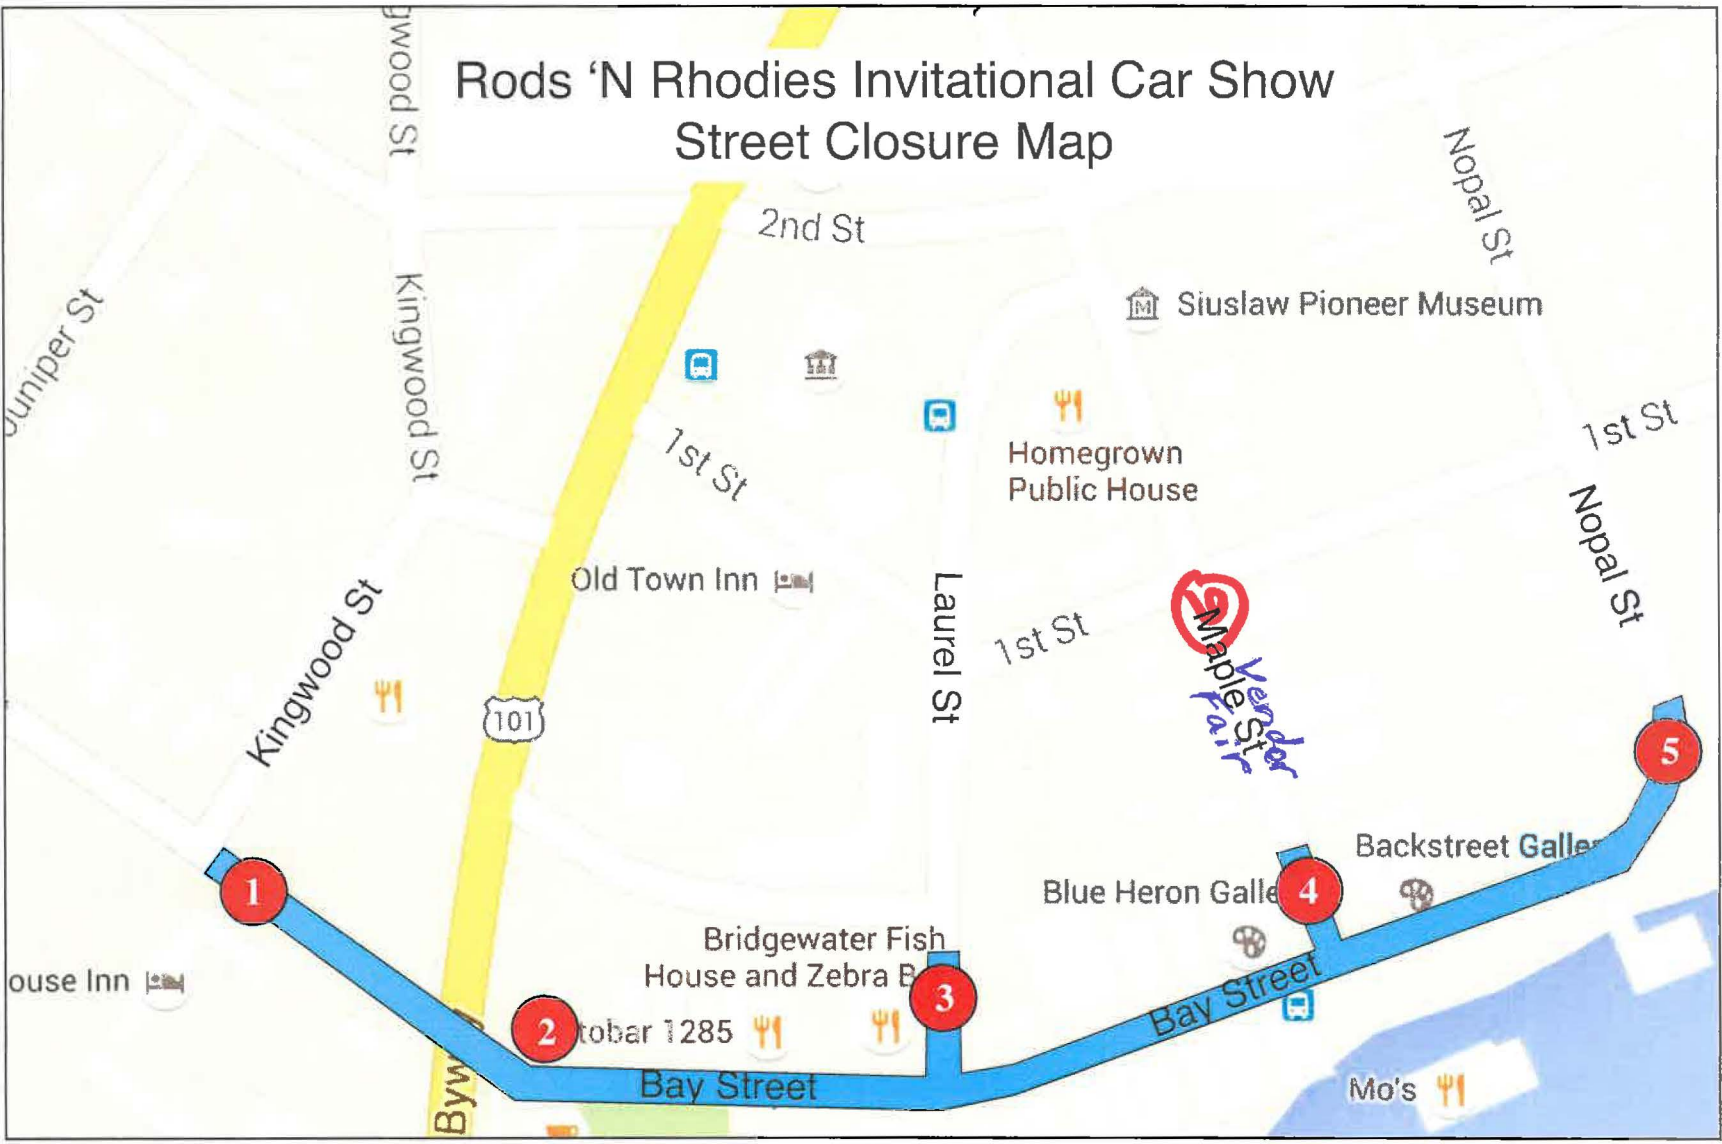 Rods ‘N Rhodies Invitational Car Show
Street Closure Map
gwood St
2nd St
Nopal St
Juniper St
Kingwood St
Siuslaw Pioneer Museum
1st St
1st St
Homegrown
Public House
Nopal St
Old Town Inn
Kingwood St
Laurel St
1st St
Maple St
Vendor
Fair
101
5
1
Backstreet Galle
Blue Heron Galle
4
Bridgewater Fish
House and Zebra B
3
ouse Inn
2
tobar 1285
Bay Street
Bay Street
Byw
Mo's